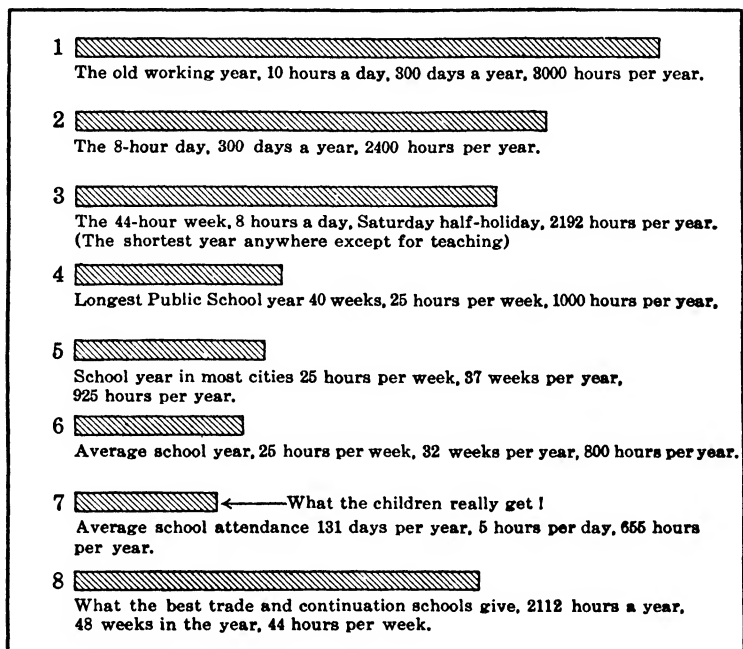 1
The old working year, 10 hours a day, 300 days a year, 3000 hours per year.
2
The 8-hour day, 300 days a year, 2400 hours per year.
3
The 44-hour week, 8 hours a day, Saturday half-holiday, 2192 hours per year.
(The shortest year anywhere except for teaching)
4
Longest Public School year 40 weeks, 25 hours per week, 1000 hours per year.
5
School year in most cities 25 hours per week, 37 weeks per year,
925 hours per year.
6
Average school year, 25 hours per week, 32 weeks per year, 800 hours per year.
7 What the children really get!
Average school attendance 131 days per year, 5 hours per day, 655 hours
per year.
8
What the best trade and continuation schools give, 2112 hours a year,
48 weeks in the year, 44 hours per week.